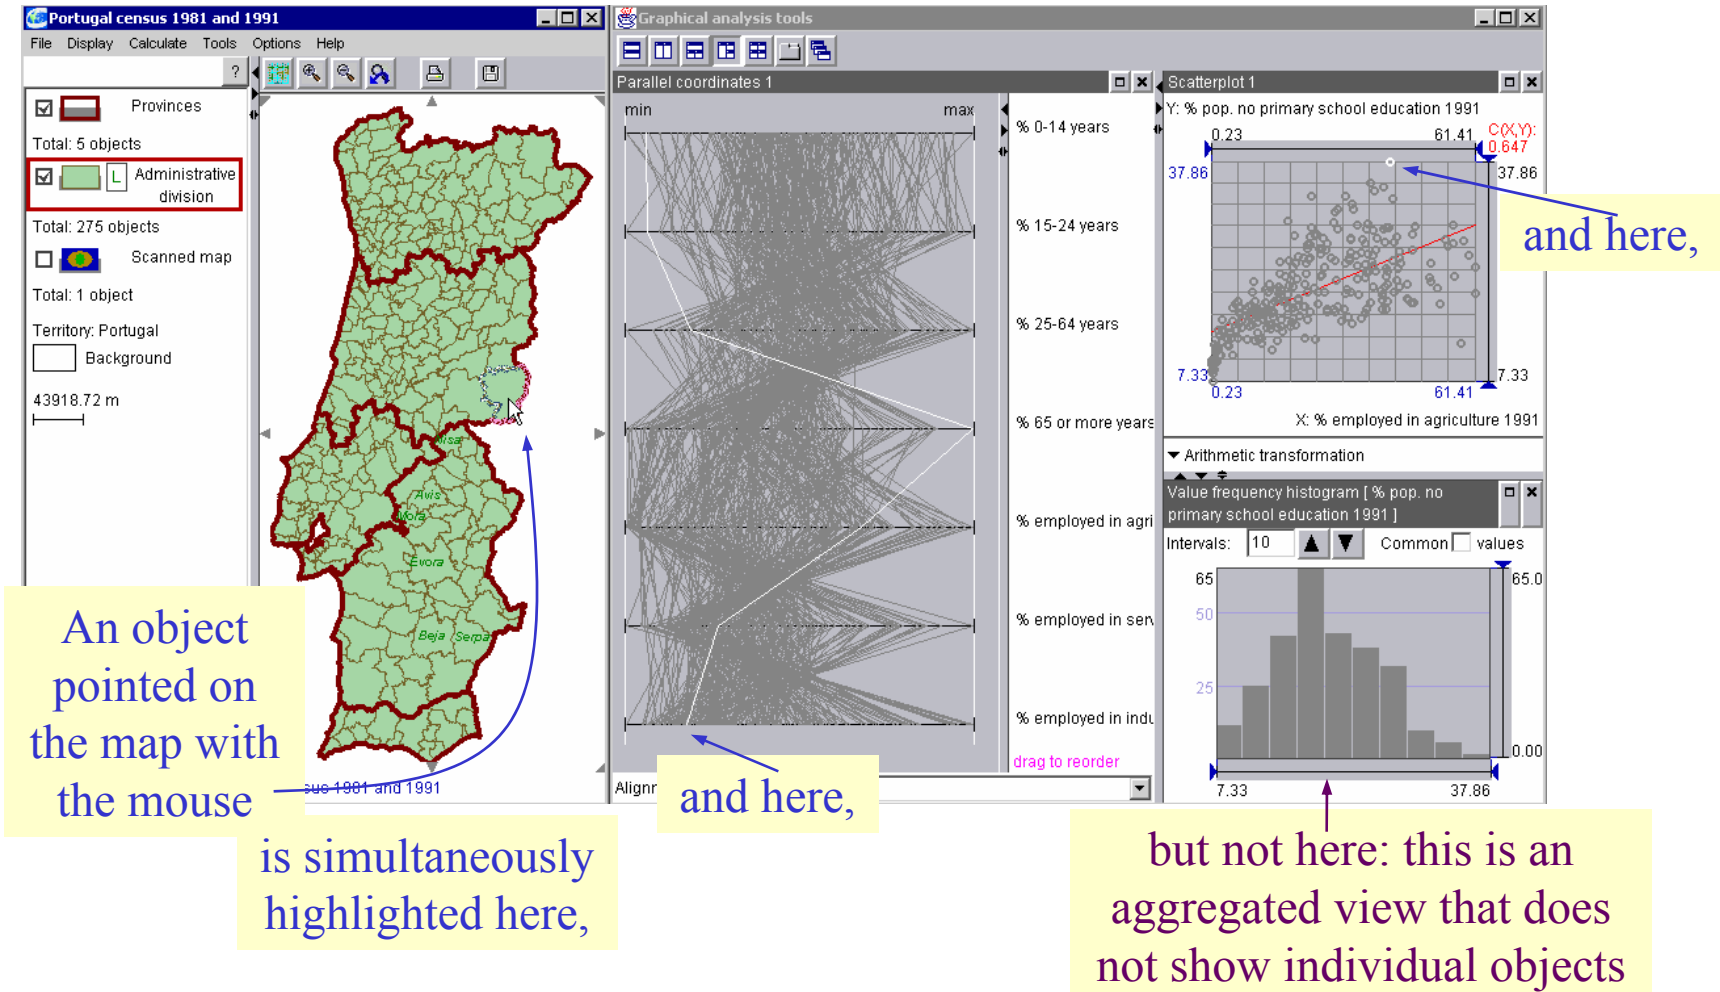 Portugal census 1981 and 1991
File Display Calculate Tools Options Help
?
Provinces
Total: 5 objects
L Administrative
division
Total: 275 objects
Scanned map
Total: 1 object
Territory: Portugal
Background
43918.72 m
Nisa
Avis
Mora
Evora
Beja Serpa
sus 1981 and 1991
Graphical analysis tools
Parallel coordinates 1
min max
% 0-14 years
% 15-24 years
% 25-64 years
% 65 or more years
% employed in agri
% employed in serv
% employed in indu
drag to reorder
Alignr
Scatterplot 1
Y: % pop. no primary school education 1991
0.23 61.41 C(X,Y):
0.647
37.86 37.86
7.33 7.33
0.23 61.41
X: % employed in agriculture 1991
Arithmetic transformation
Value frequency histogram [ % pop. no
primary school education 1991 ]
Intervals: 10 Common values
65 65.0
50
25
0.00
7.33 37.86
An object
pointed on
the map with
the mouse
is simultaneously
highlighted here,
and here,
and here,
but not here: this is an
aggregated view that does
not show individual objects